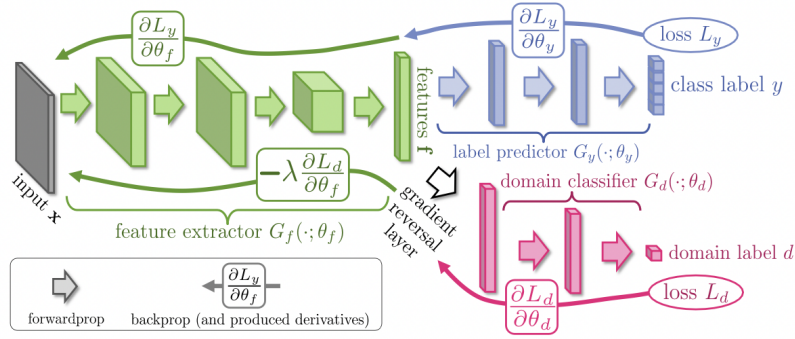 ∂L_y/∂θ_f
∂L_y/∂θ_y
loss L_y
features f
class label y
label predictor G_y(·; θ_y)
input x
−λ ∂L_d/∂θ_f
feature extractor G_f(·; θ_f)
gradient
reversal
layer
domain classifier G_d(·; θ_d)
domain label d
∂L_d/∂θ_d
loss L_d
forwardprop
∂L_y/∂θ_f
backprop (and produced derivatives)